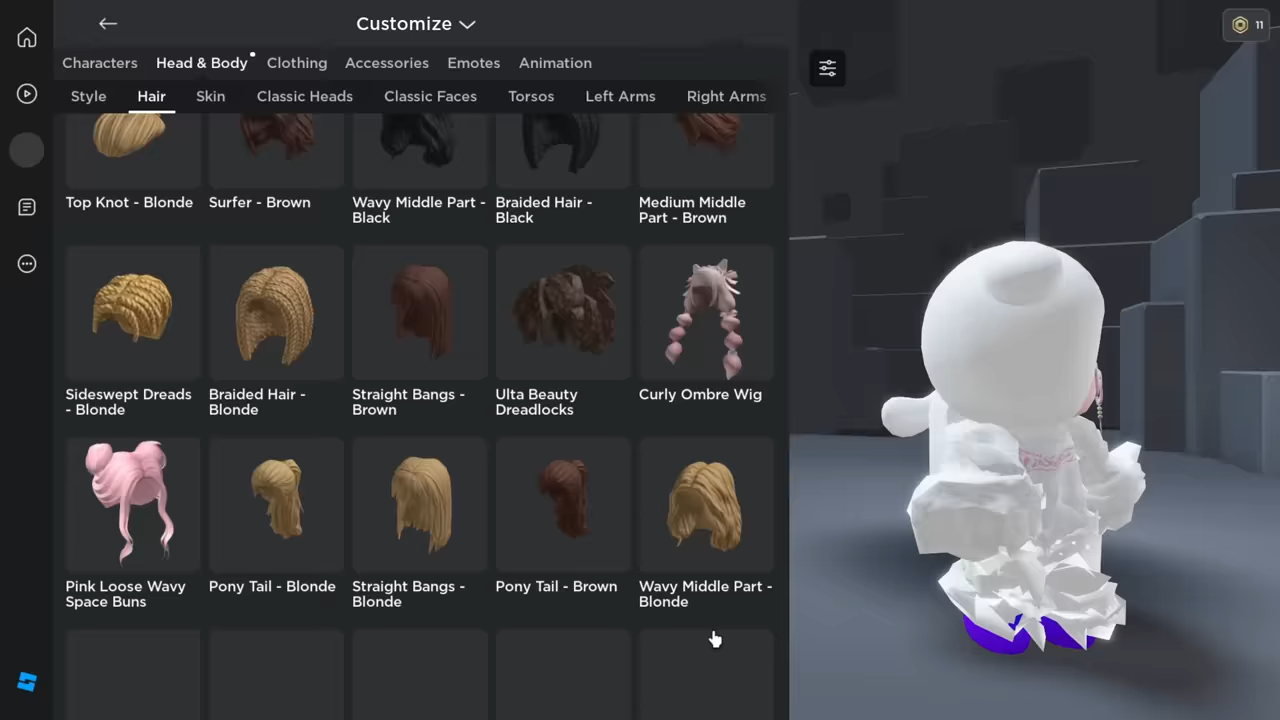 Customize
11
Characters Head & Body Clothing Accessories Emotes Animation
Style Hair Skin Classic Heads Classic Faces Torsos Left Arms Right Arms
Top Knot - Blonde
Surfer - Brown
Wavy Middle Part -
Black
Braided Hair -
Black
Medium Middle
Part - Brown
Sideswept Dreads
- Blonde
Braided Hair -
Blonde
Straight Bangs -
Brown
Ulta Beauty
Dreadlocks
Curly Ombre Wig
Pink Loose Wavy
Space Buns
Pony Tail - Blonde
Straight Bangs -
Blonde
Pony Tail - Brown
Wavy Middle Part -
Blonde